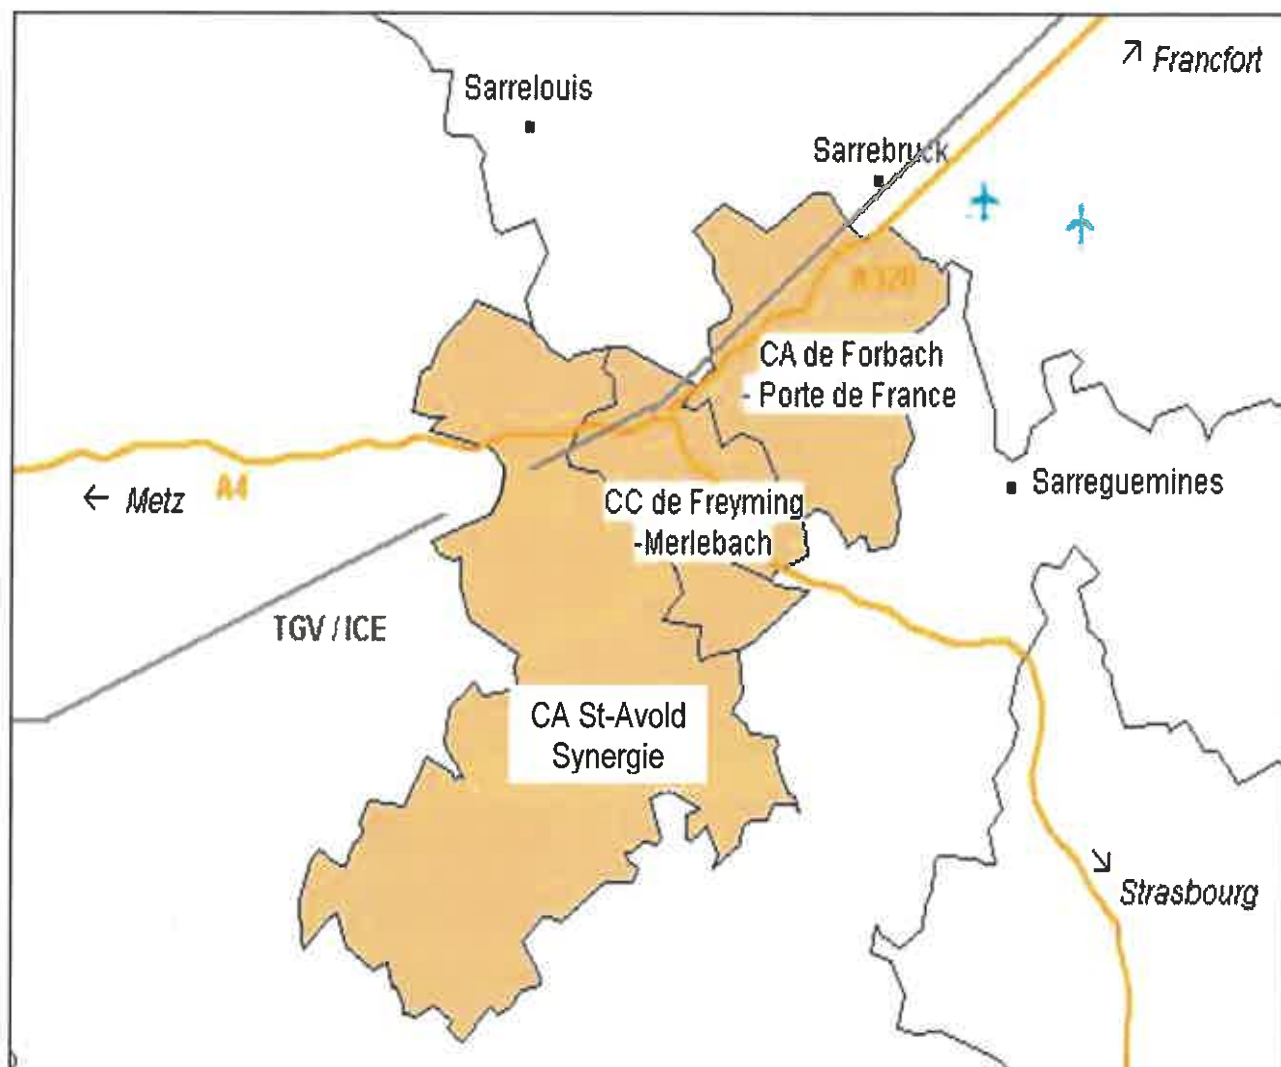 ↗ Francfort
Sarrelouis
Sarrebruck
A 320
CA de Forbach
- Porte de France
← Metz
A4
Sarreguemines
CC de Freyming
-Merlebach
TGV / ICE
CA St-Avold
Synergie
↘
Strasbourg